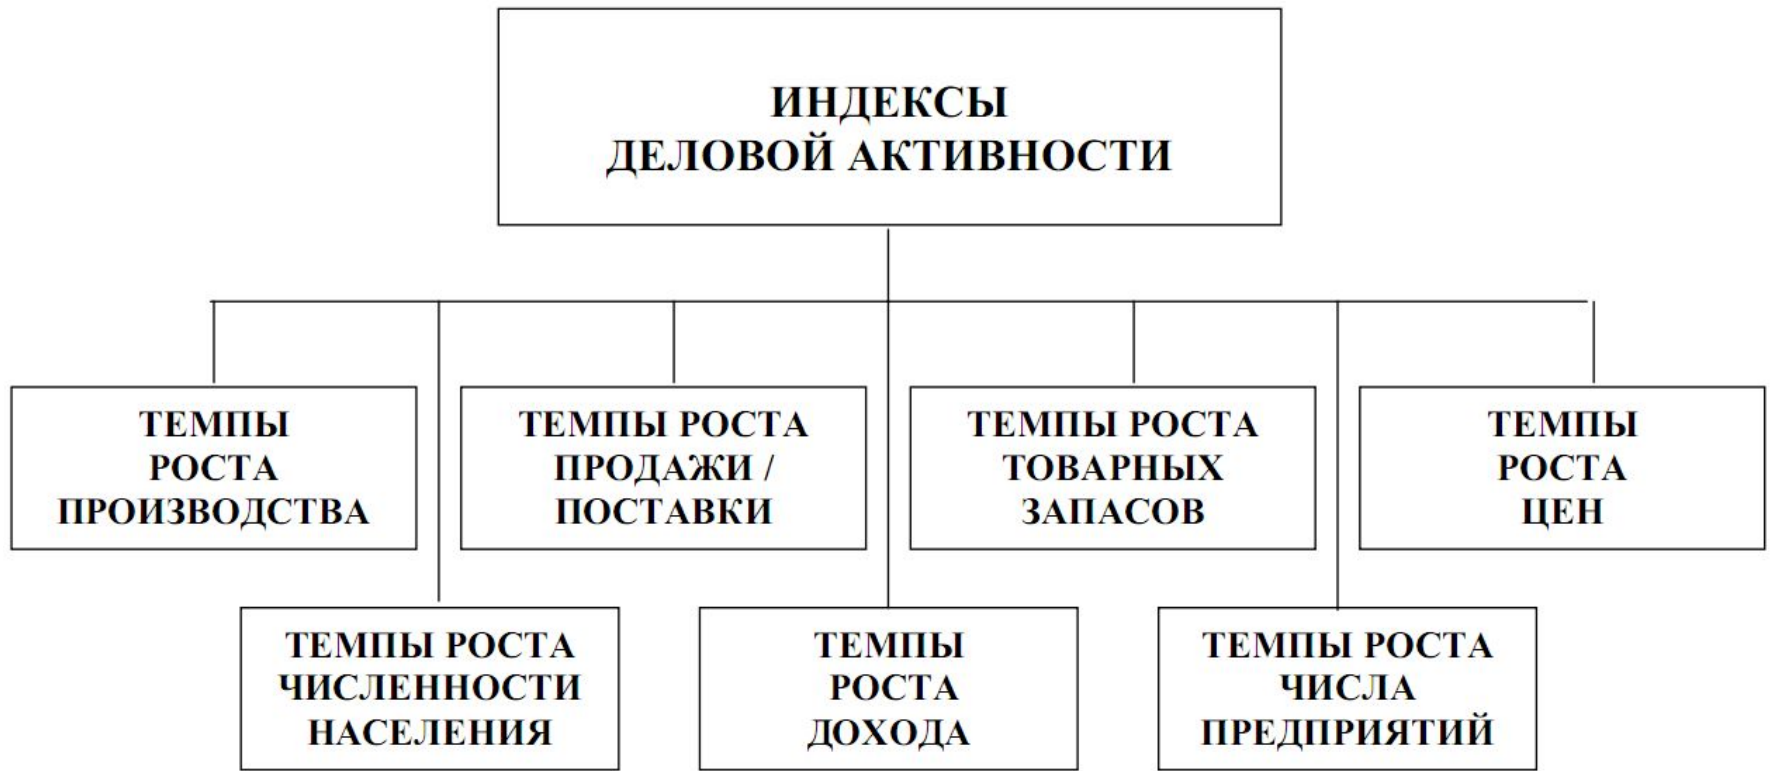 ИНДЕКСЫ
ДЕЛОВОЙ АКТИВНОСТИ
ТЕМПЫ
РОСТА
ПРОИЗВОДСТВА
ТЕМПЫ РОСТА
ПРОДАЖИ /
ПОСТАВКИ
ТЕМПЫ РОСТА
ТОВАРНЫХ
ЗАПАСОВ
ТЕМПЫ
РОСТА
ЦЕН
ТЕМПЫ РОСТА
ЧИСЛЕННОСТИ
НАСЕЛЕНИЯ
ТЕМПЫ
РОСТА
ДОХОДА
ТЕМПЫ РОСТА
ЧИСЛА
ПРЕДПРИЯТИЙ